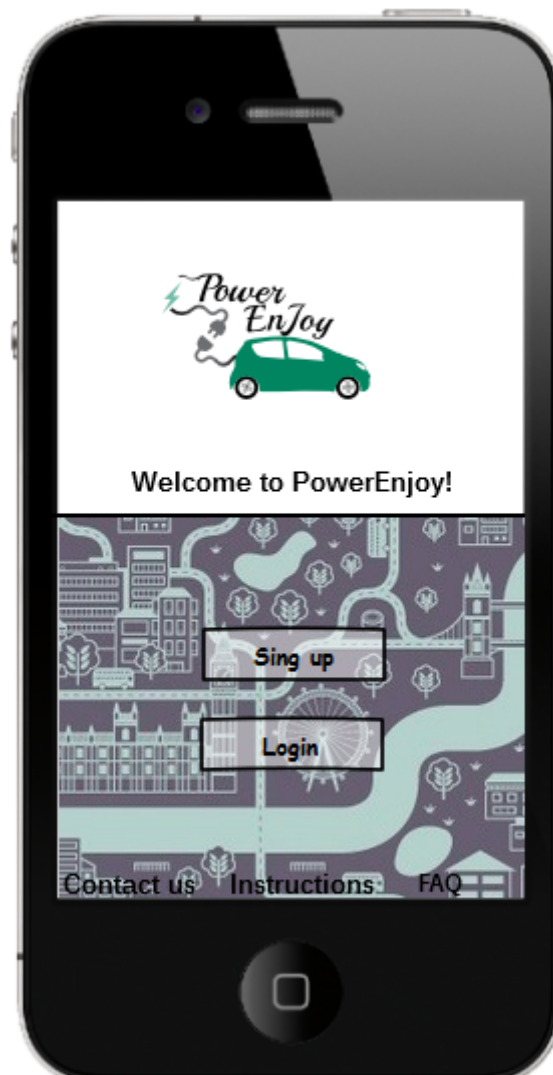 Power
EnJoy
Welcome to PowerEnjoy!
Sing up
Login
Contact us Instructions FAQ